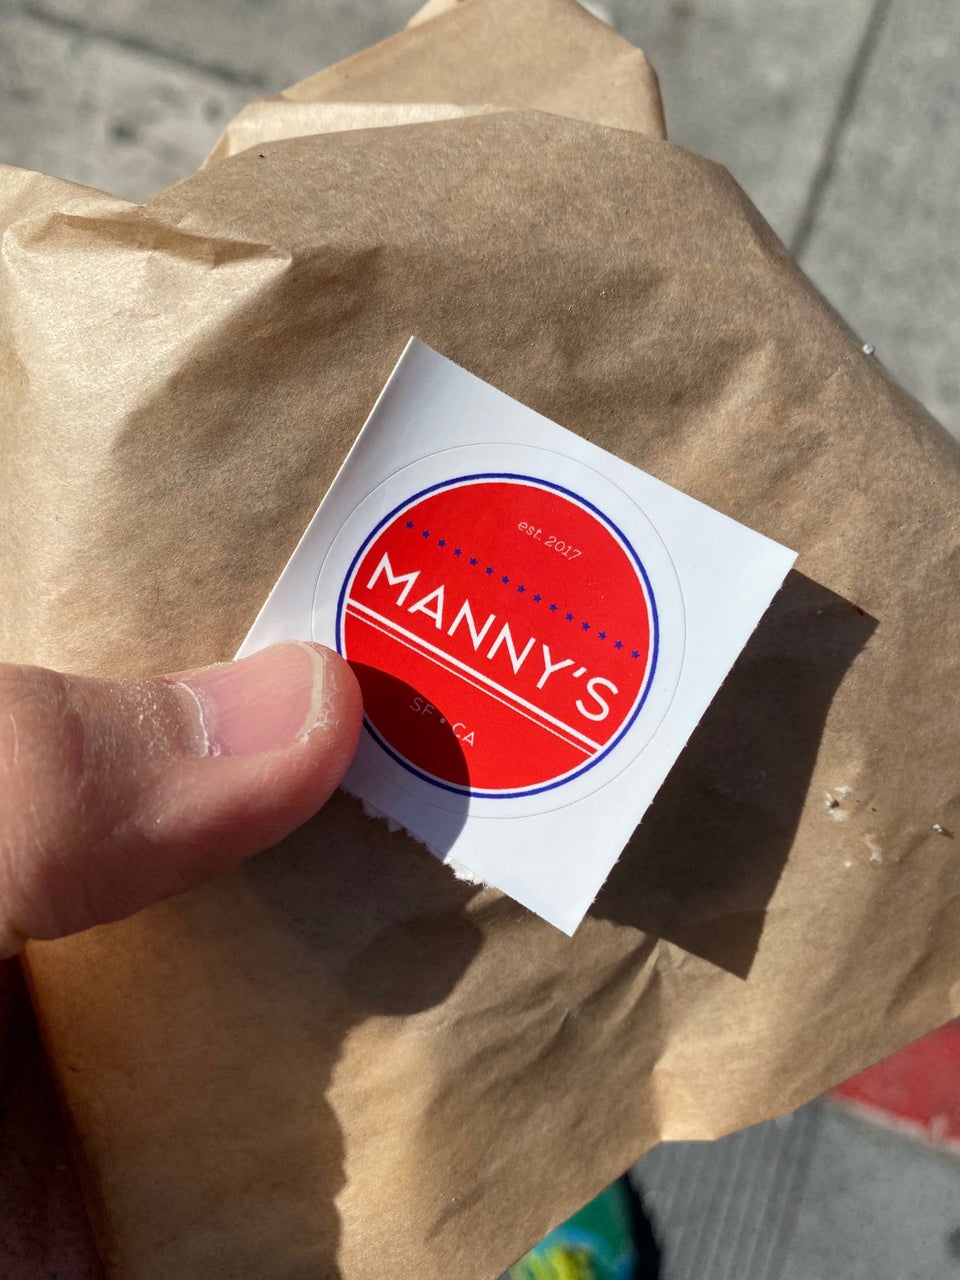 est. 2017
MANNY'S
SF • CA